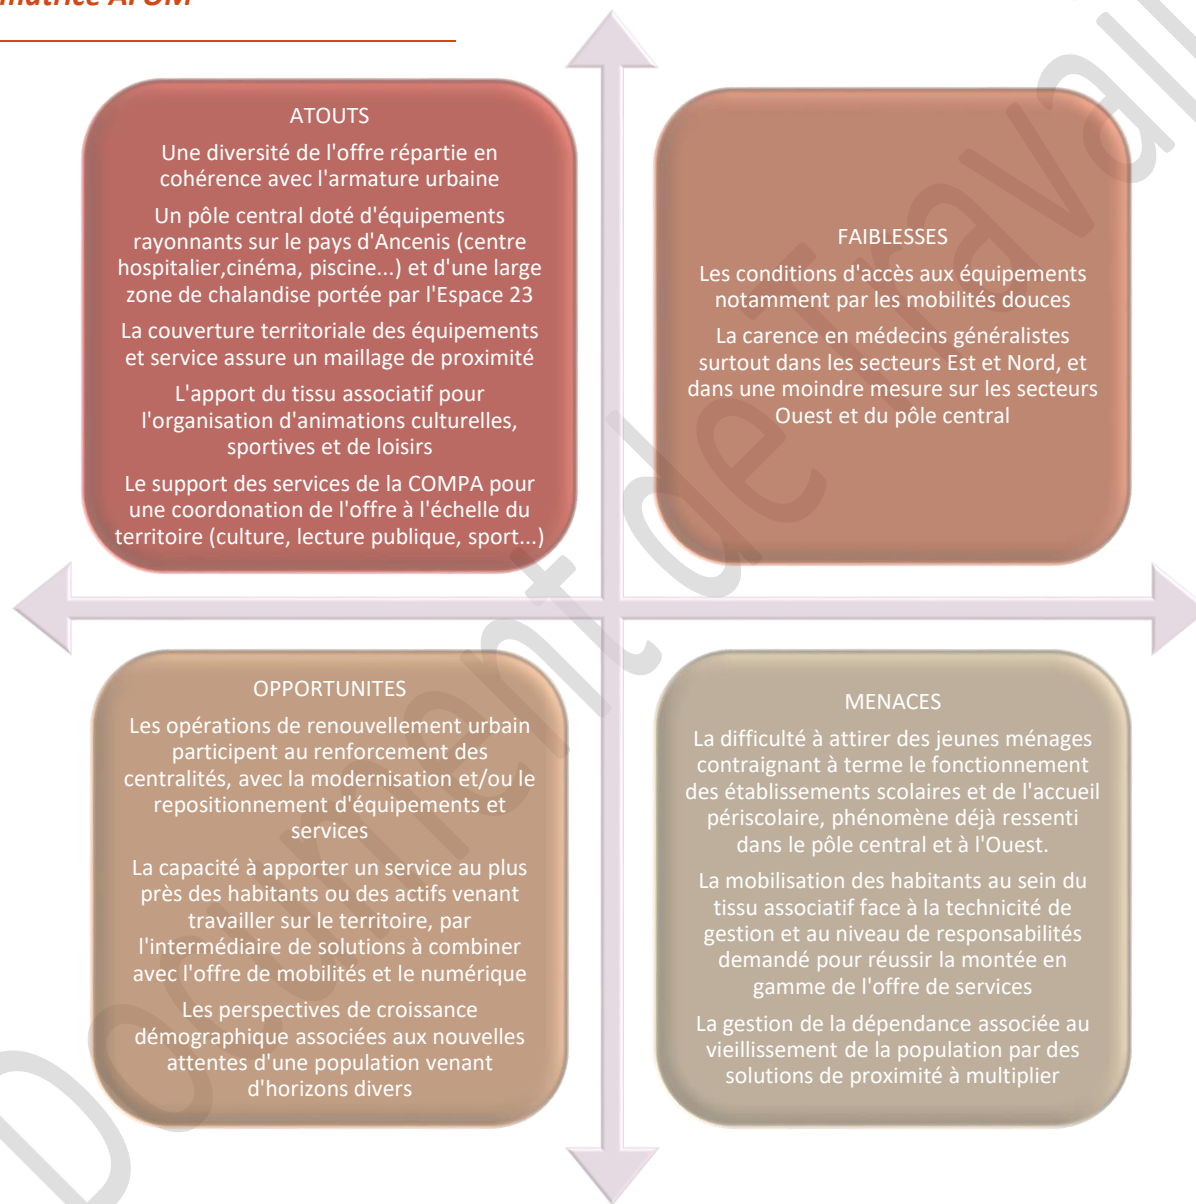 matrice AFOM
ATOUTS
Une diversité de l'offre répartie en
cohérence avec l'armature urbaine
Un pôle central doté d'équipements
rayonnants sur le pays d'Ancenis (centre
hospitalier,cinéma, piscine...) et d'une large
zone de chalandise portée par l'Espace 23
La couverture territoriale des équipements
et service assure un maillage de proximité
L'apport du tissu associatif pour
l'organisation d'animations culturelles,
sportives et de loisirs
Le support des services de la COMPA pour
une coordonation de l'offre à l'échelle du
territoire (culture, lecture publique, sport...)
FAIBLESSES
Les conditions d'accès aux équipements
notamment par les mobilités douces
La carence en médecins généralistes
surtout dans les secteurs Est et Nord, et
dans une moindre mesure sur les secteurs
Ouest et du pôle central
OPPORTUNITES
Les opérations de renouvellement urbain
participent au renforcement des
centralités, avec la modernisation et/ou le
repositionnement d'équipements et
services
La capacité à apporter un service au plus
près des habitants ou des actifs venant
travailler sur le territoire, par
l'intermédiaire de solutions à combiner
avec l'offre de mobilités et le numérique
Les perspectives de croissance
démographique associées aux nouvelles
attentes d'une population venant
d'horizons divers
MENACES
La difficulté à attirer des jeunes ménages
contraignant à terme le fonctionnement
des établissements scolaires et de l'accueil
périscolaire, phénomène déjà ressenti
dans le pôle central et à l'Ouest.
La mobilisation des habitants au sein du
tissu associatif face à la technicité de
gestion et au niveau de responsabilités
demandé pour réussir la montée en
gamme de l'offre de services
La gestion de la dépendance associée au
vieillissement de la population par des
solutions de proximité à multiplier
Document de Travail